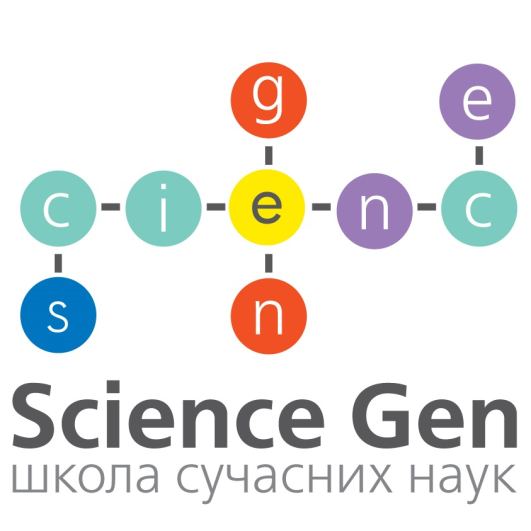 g e
c i e n c
s n
Science Gen
школа сучасних наук